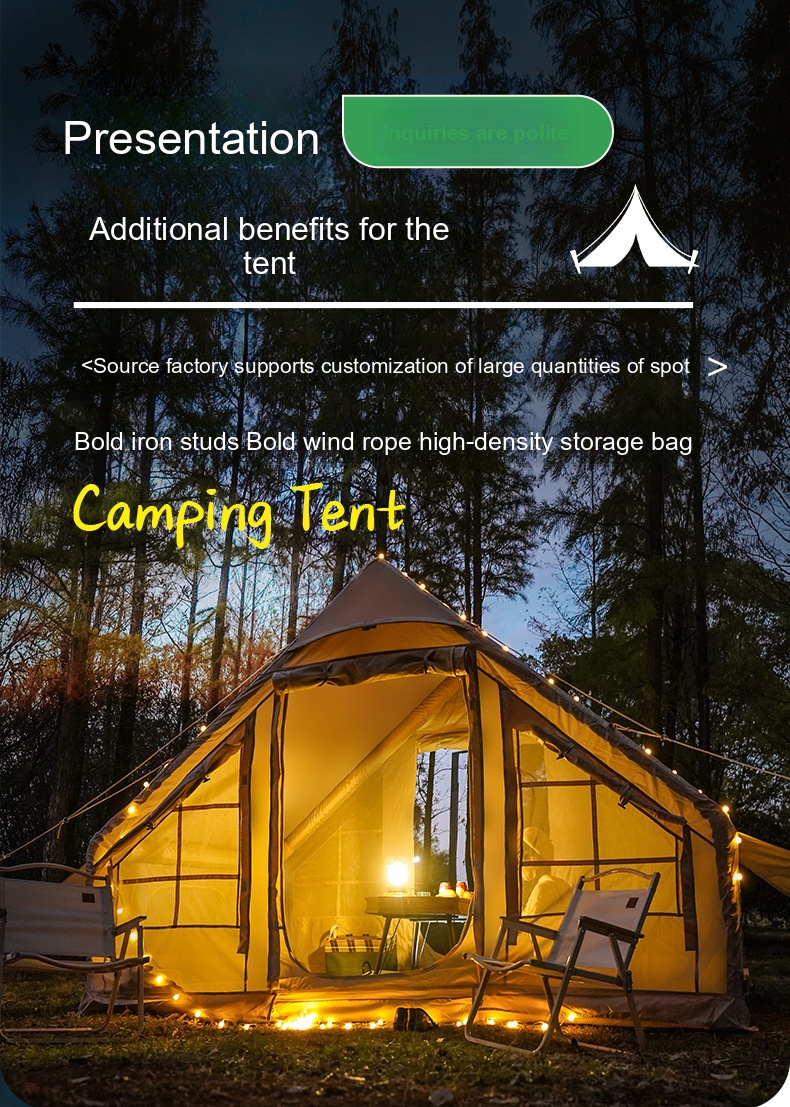 Presentation
Inquiries are polite
Additional benefits for the
tent
<Source factory supports customization of large quantities of spot >
Bold iron studs Bold wind rope high-density storage bag
Camping Tent